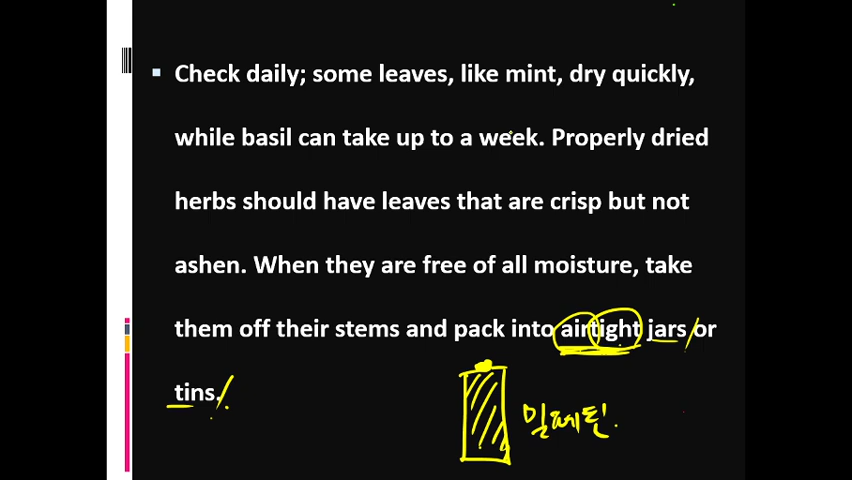 Check daily; some leaves, like mint, dry quickly,
while basil can take up to a week. Properly dried
herbs should have leaves that are crisp but not
ashen. When they are free of all moisture, take
them off their stems and pack into airtight jars / or
tins. /
밀폐된.